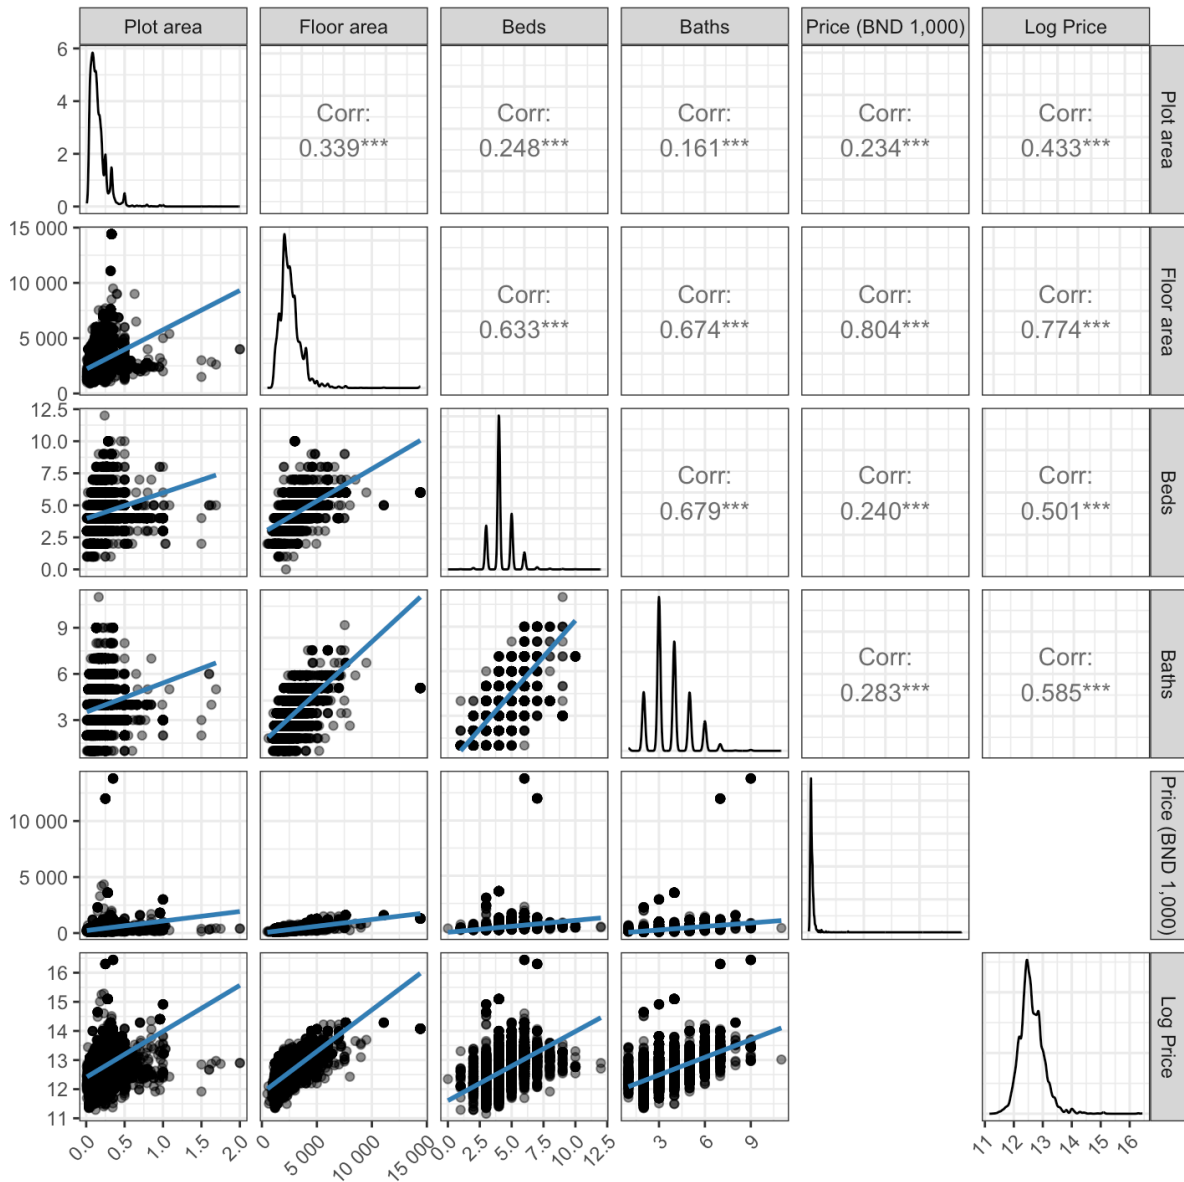 Plot area Floor area Beds Baths Price (BND 1,000) Log Price
6
4
2
0
Corr:
0.339***
Corr:
0.248***
Corr:
0.161***
Corr:
0.234***
Corr:
0.433***
Plot area
15 000
10 000
5 000
0
Corr:
0.633***
Corr:
0.674***
Corr:
0.804***
Corr:
0.774***
Floor area
12.5
10.0
7.5
5.0
2.5
0.0
Corr:
0.679***
Corr:
0.240***
Corr:
0.501***
Beds
9
6
3
Corr:
0.283***
Corr:
0.585***
Baths
10 000
5 000
0
Price (BND 1,000)
16
15
14
13
12
11
Log Price
0.0 0.5 1.0 1.5 2.0
0 5 000 10 000 15 000
0.0 2.5 5.0 7.5 10.0 12.5
3 6 9
11 12 13 14 15 16